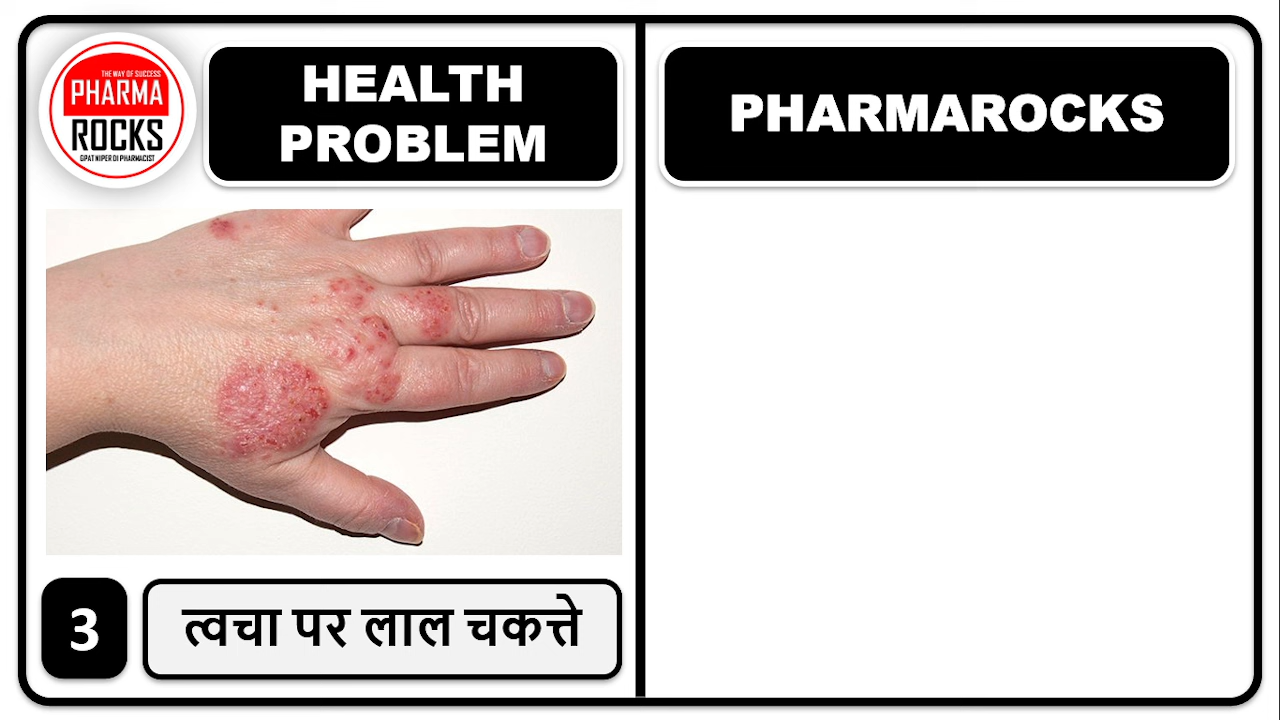 THE WAY OF SUCCESS
PHARMA
ROCKS
GPAT NIPER DI PHARMACIST
HEALTH
PROBLEM
PHARMAROCKS
3
त्वचा पर लाल चकत्ते